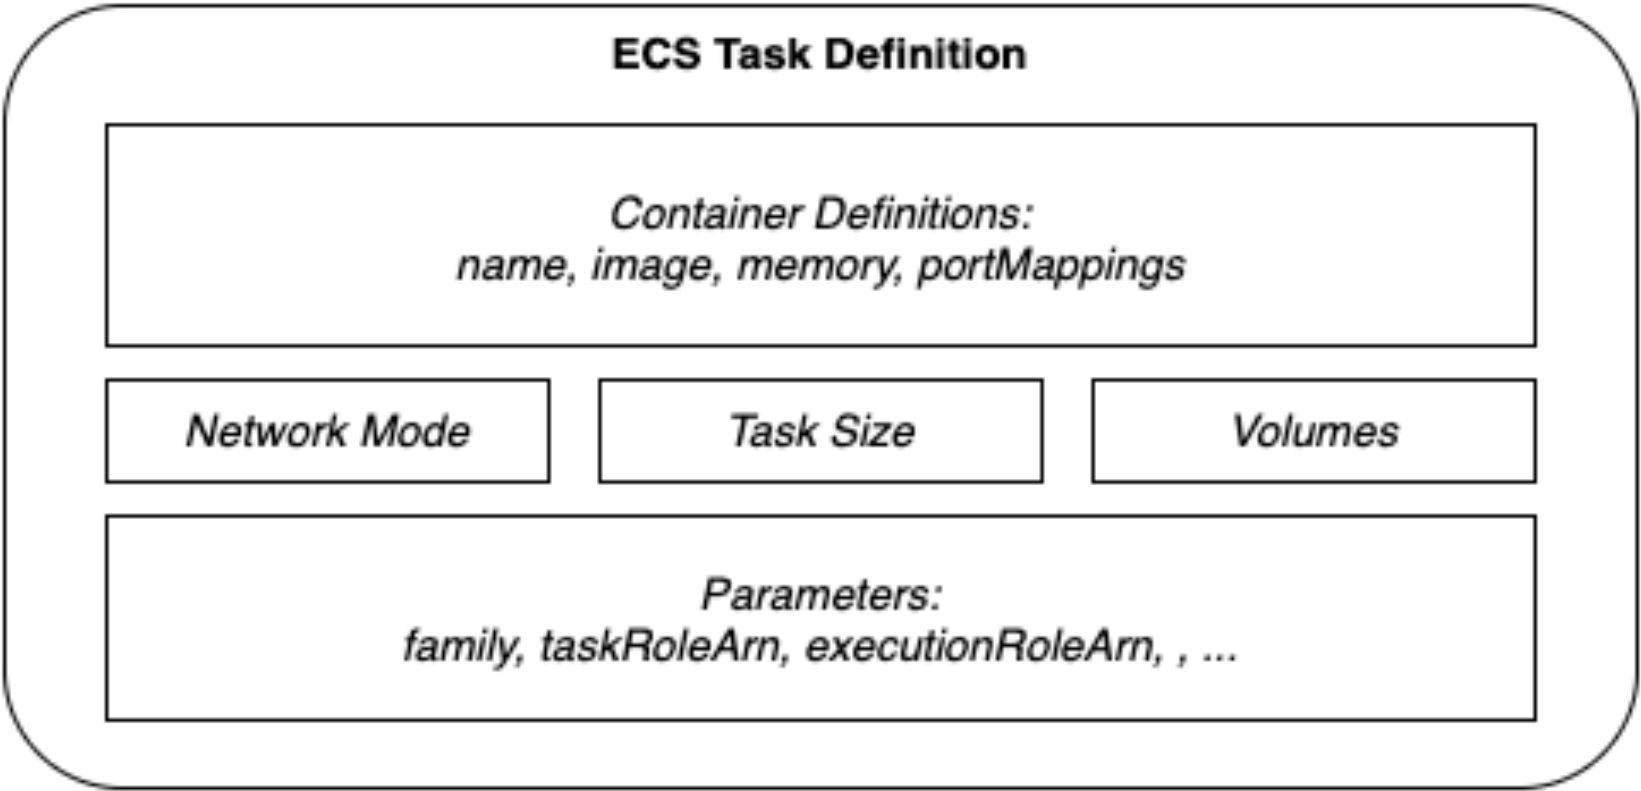 ECS Task Definition
Container Definitions:
name, image, memory, portMappings
Network Mode
Task Size
Volumes
Parameters:
family, taskRoleArn, executionRoleArn, , ...